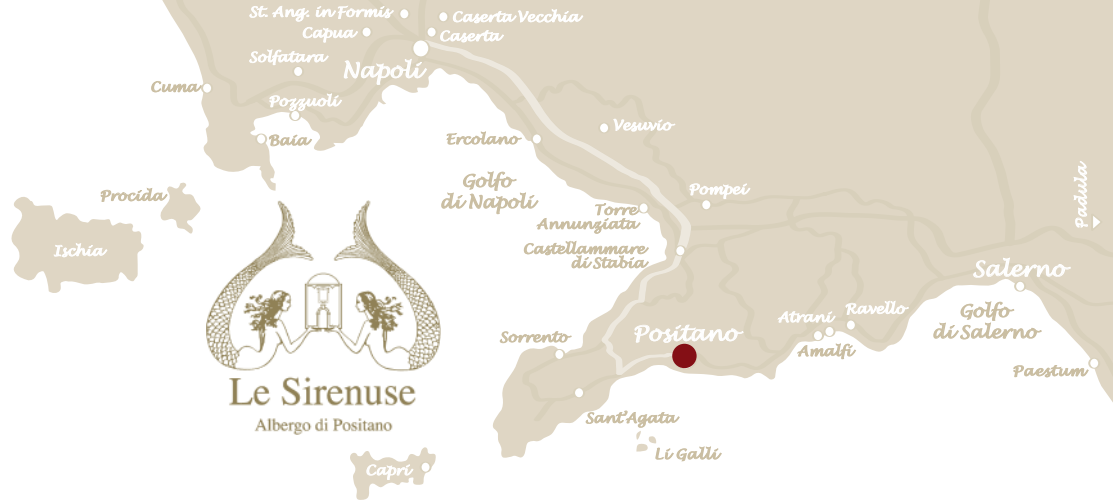 St. Ang. in Formis
Caserta Vecchia
Capua
Caserta
Solfatara
Napoli
Cuma
Pozzuoli
Vesuvio
Baia
Ercolano
Procida
Golfo
di Napoli
Pompei
Padula
Torre
Annunziata
Ischia
Castellammare
di Stabia
Salerno
Golfo
di Salerno
Ravello
Atrani
Amalfi
Positano
Sorrento
Paestum
Le Sirenuse
Albergo di Positano
Sant'Agata
Li Galli
Capri